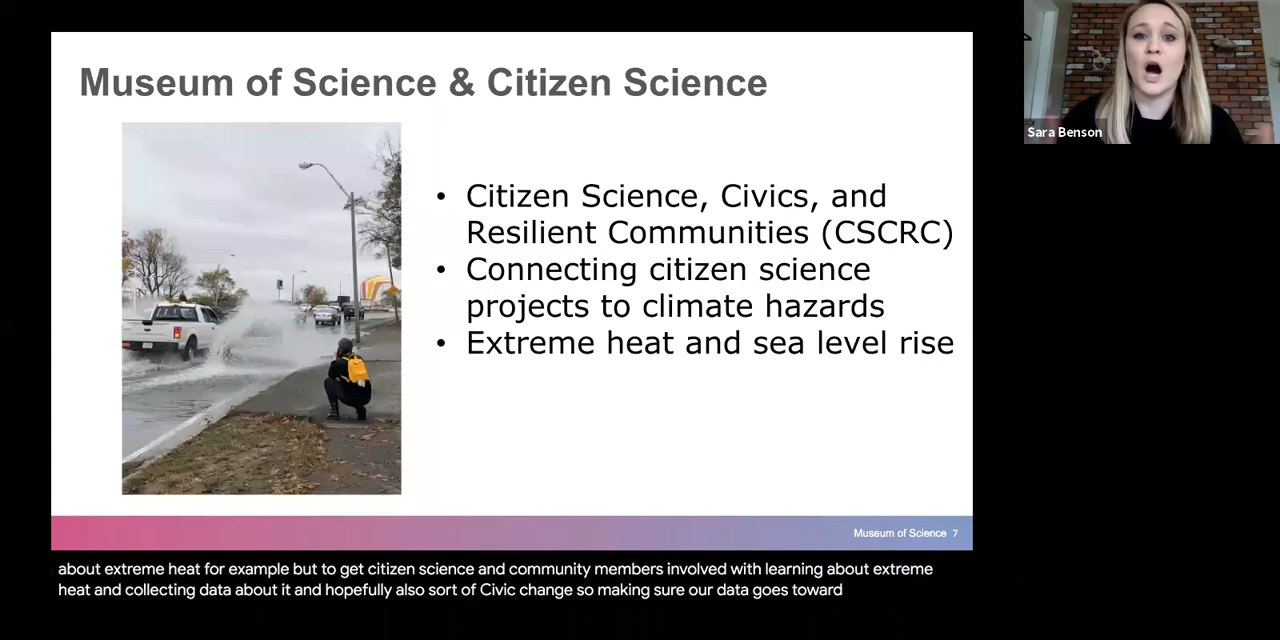 Museum of Science & Citizen Science
Sara Benson
• Citizen Science, Civics, and
Resilient Communities (CSCRC)
• Connecting citizen science
projects to climate hazards
• Extreme heat and sea level rise
Museum of Science 7
about extreme heat for example but to get citizen science and community members involved with learning about extreme
heat and collecting data about it and hopefully also sort of Civic change so making sure our data goes toward